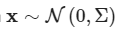 𝐱 ∼ 𝒩 (0, Σ)